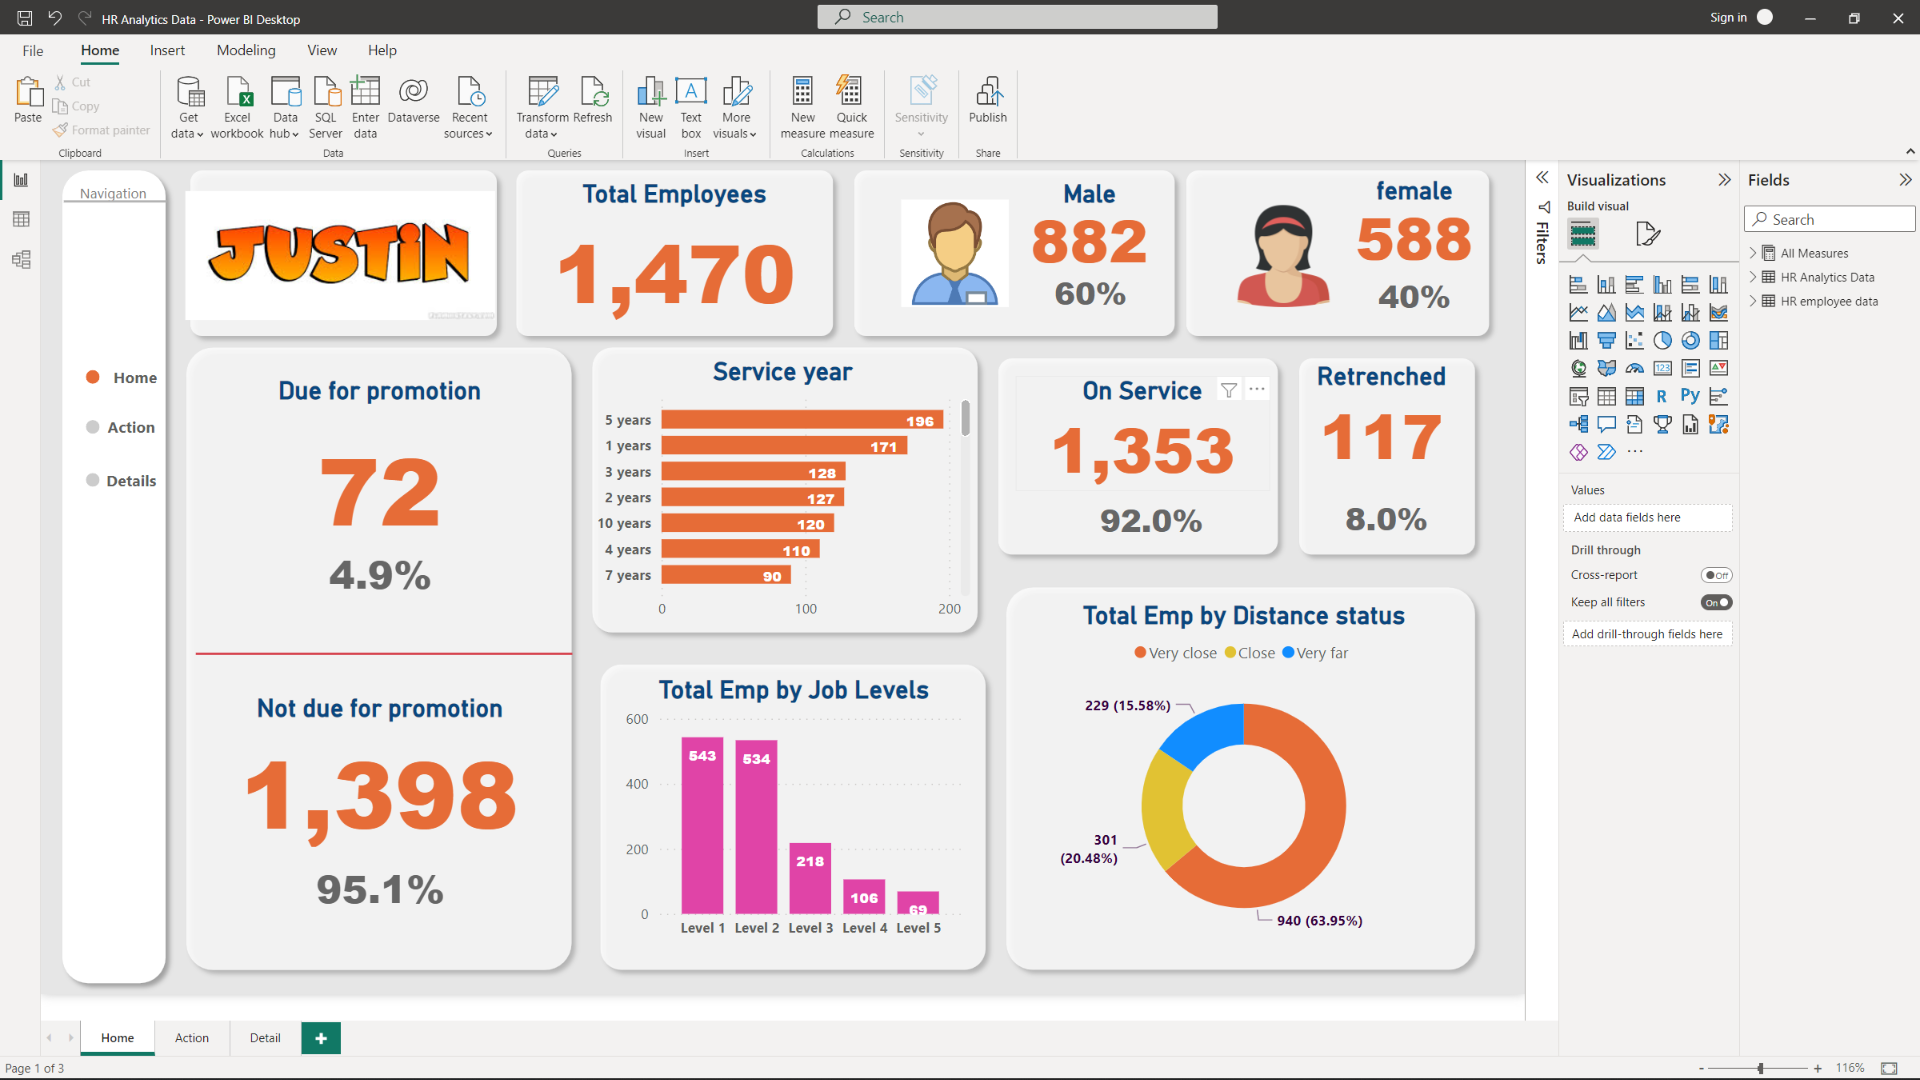 HR Analytics Data - Power BI Desktop
Search
Sign in
File
Home
Insert
Modeling
View
Help
Paste
Cut
Copy
Format painter
Clipboard
Get data
Excel workbook
Data hub
SQL Server
Enter data
Dataverse
Recent sources
Data
Transform data
Refresh
Queries
New visual
Text box
More visuals
Insert
New measure
Quick measure
Calculations
Sensitivity
Sensitivity
Publish
Share
Navigation
Home
Action
Details
JUSTIN
Total Employees
1,470
Male
882
60%
female
588
40%
Due for promotion
72
4.9%
Not due for promotion
1,398
95.1%
Service year
5 years 196
1 years 171
3 years 128
2 years 127
10 years 120
4 years 110
7 years 90
0 100 200
On Service
1,353
92.0%
Retrenched
117
8.0%
Total Emp by Job Levels
600
400
200
0
543
534
218
106
69
Level 1 Level 2 Level 3 Level 4 Level 5
Total Emp by Distance status
Very close Close Very far
229 (15.58%)
301
(20.48%)
940 (63.95%)
Filters
Visualizations
Build visual
123
R
Py
Values
Add data fields here
Drill through
Cross-report
Off
Keep all filters
On
Add drill-through fields here
Fields
Search
All Measures
HR Analytics Data
HR employee data
Home
Action
Detail
+
Page 1 of 3
- + 116%